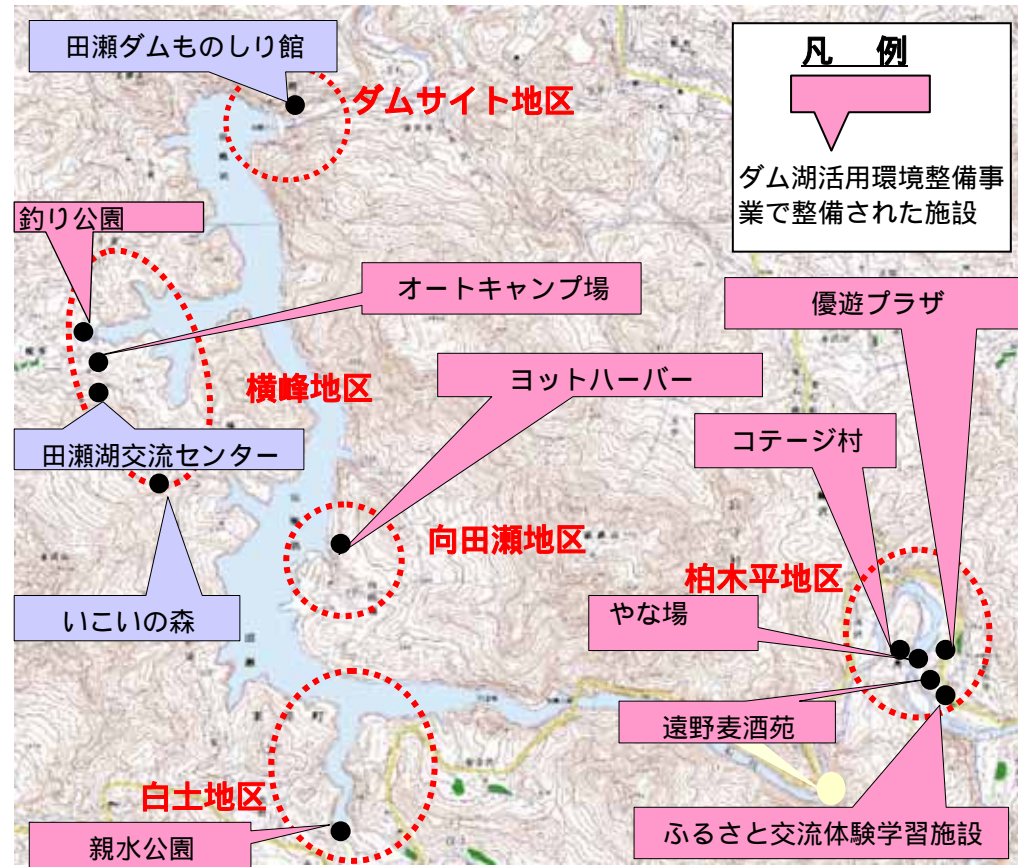 田瀬ダムものしり館
ダムサイト地区
凡 例
ダム湖活用環境整備事
業で整備された施設
釣り公園
オートキャンプ場
優遊プラザ
横峰地区
ヨットハーバー
田瀬湖交流センター
コテージ村
向田瀬地区
柏木平地区
いこいの森
やな場
遠野麦酒苑
白土地区
親水公園
ふるさと交流体験学習施設